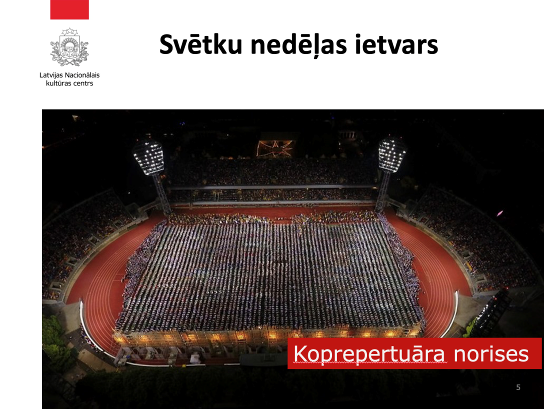 Svētku nedēļas ietvars
Latvijas Nacionālais
kultūras centrs
Koprepertuāra norises
5